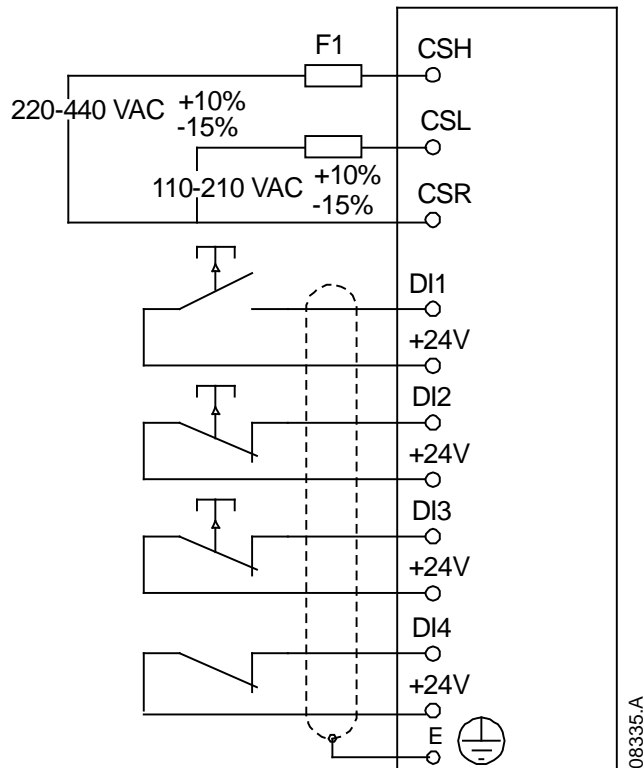 F1
CSH
220-440 VAC +10%
-15%
CSL
110-210 VAC +10%
-15%
CSR
DI1
+24V
DI2
+24V
DI3
+24V
DI4
+24V
E
08335.A